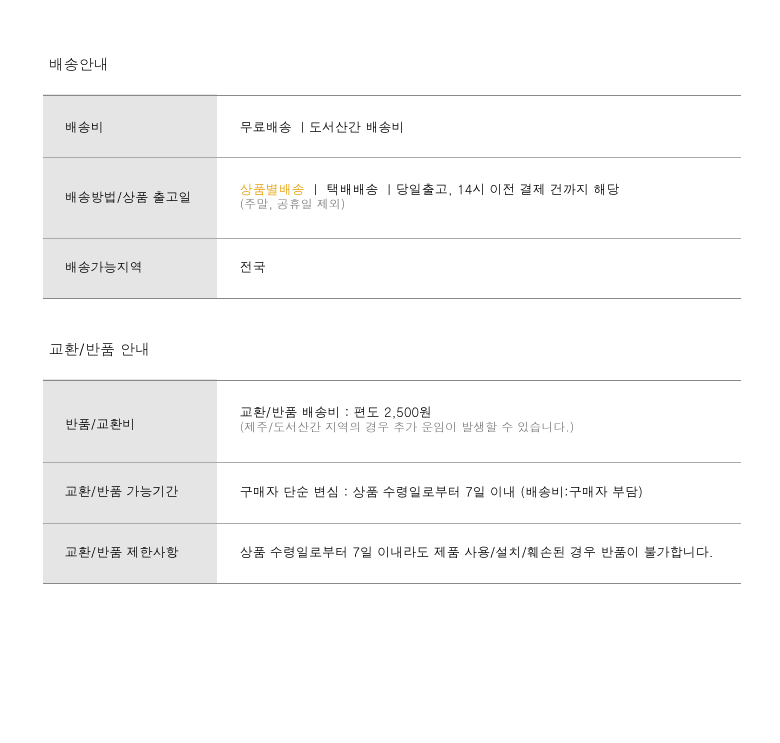 배송안내
배송비
무료배송 ㅣ도서산간 배송비
배송방법/상품 출고일
상품별배송 ㅣ 택배배송 ㅣ당일출고, 14시 이전 결제 건까지 해당
(주말, 공휴일 제외)
배송가능지역
전국
교환/반품 안내
반품/교환비
교환/반품 배송비 : 편도 2,500원
(제주/도서산간 지역의 경우 추가 운임이 발생할 수 있습니다.)
교환/반품 가능기간
구매자 단순 변심 : 상품 수령일로부터 7일 이내 (배송비:구매자 부담)
교환/반품 제한사항
상품 수령일로부터 7일 이내라도 제품 사용/설치/훼손된 경우 반품이 불가합니다.